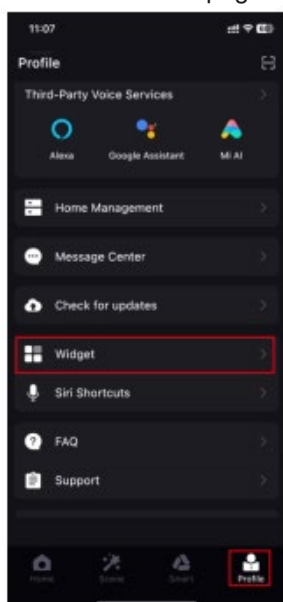 11:07
Profile
Third-Party Voice Services
Alexa Google Assistant Mi AI
Home Management
Message Center
Check for updates
Widget
Siri Shortcuts
FAQ
Support
Home Scene Smart Profile